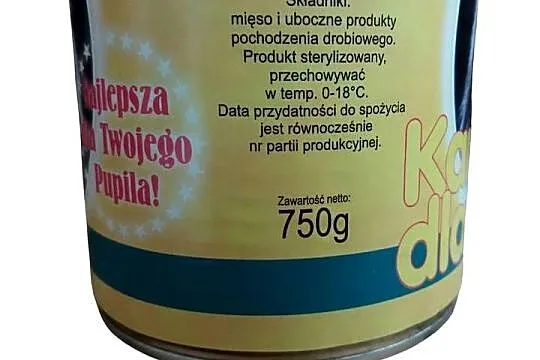 Składniki:
mięso i uboczne produkty
pochodzenia drobiowego.
Produkt sterylizowany,
przechowywać
w temp. 0-18°C.
Data przydatności do spożycia
jest równocześnie
nr partii produkcyjnej.
Zawartość netto:
750g
Twojego
Pupila!